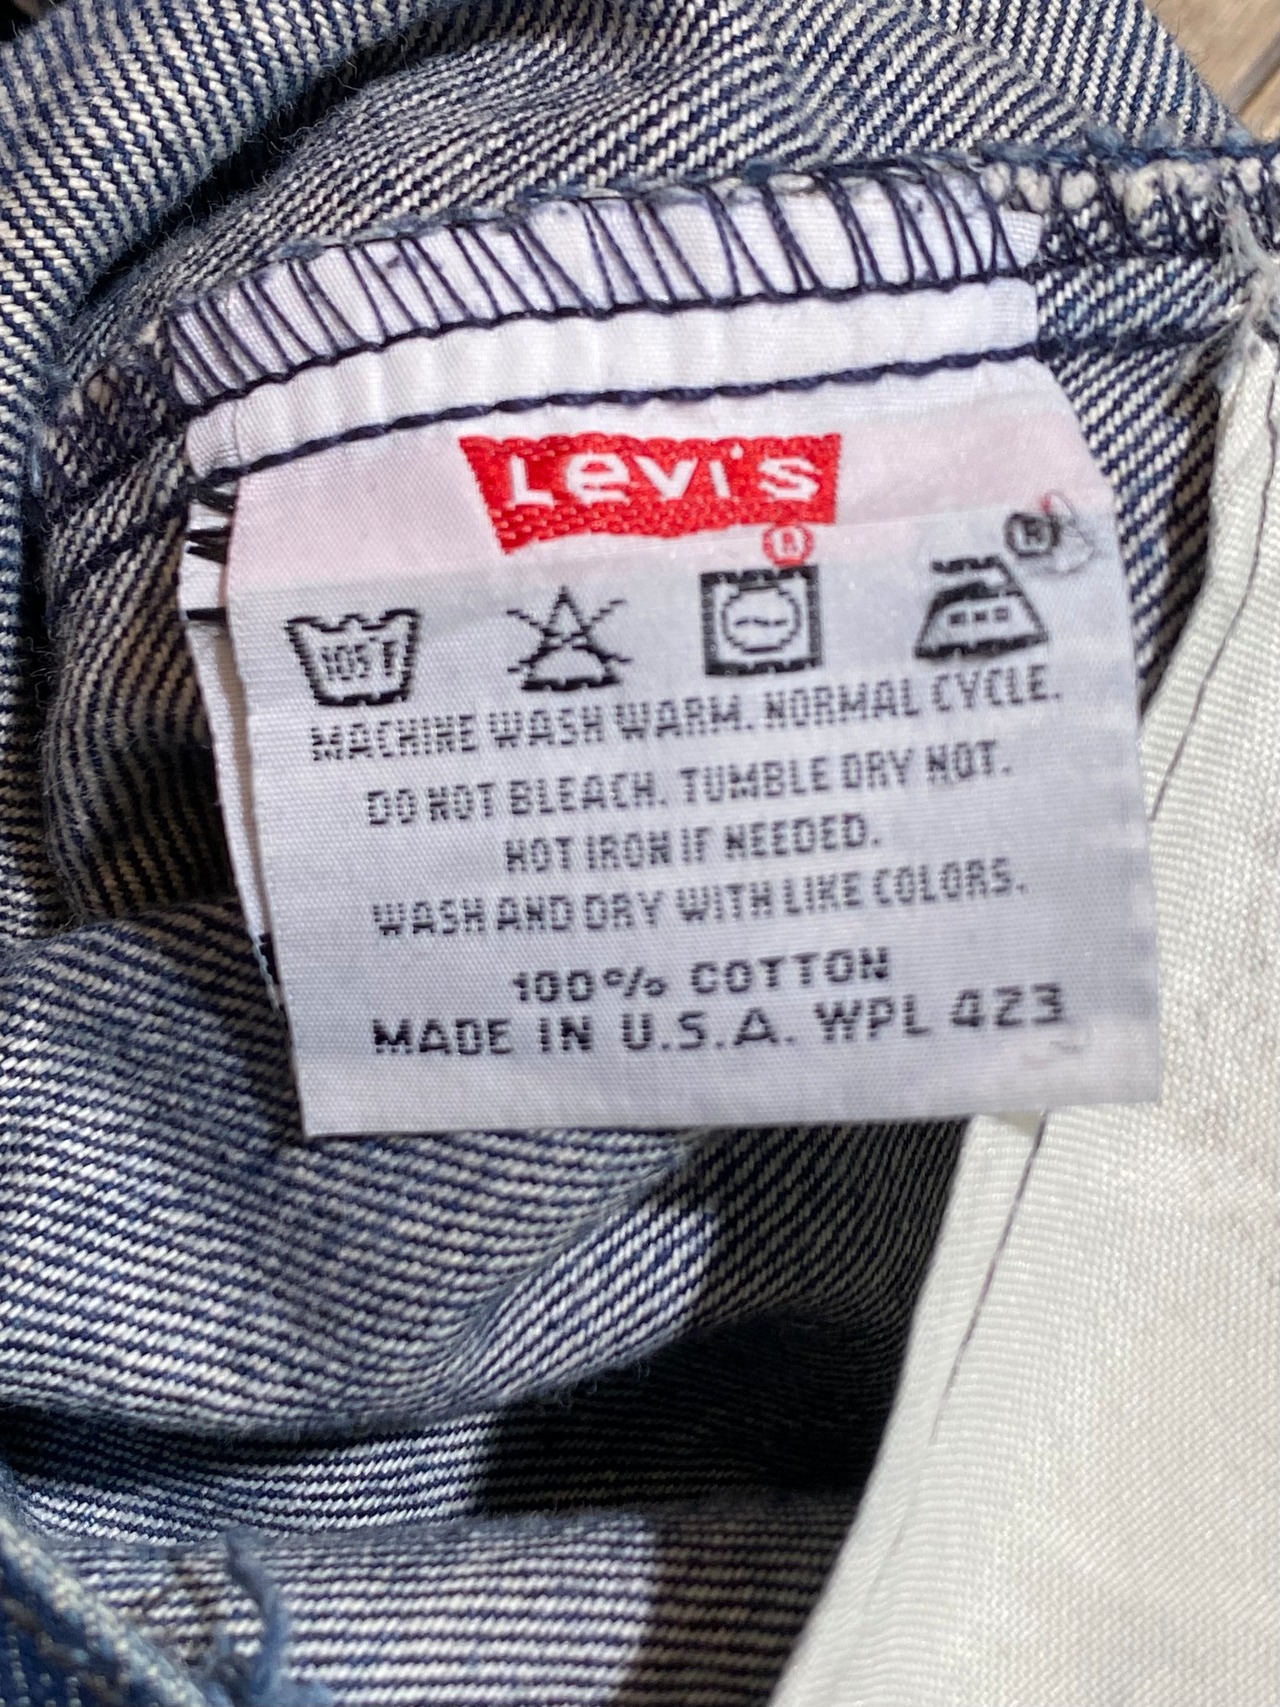 Levi's
®
105 F
MACHINE WASH WARM. NORMAL CYCLE.
DO NOT BLEACH. TUMBLE DRY HOT.
HOT IRON IF NEEDED.
WASH AND DRY WITH LIKE COLORS.
100% COTTON
MADE IN U.S.A. WPL 423